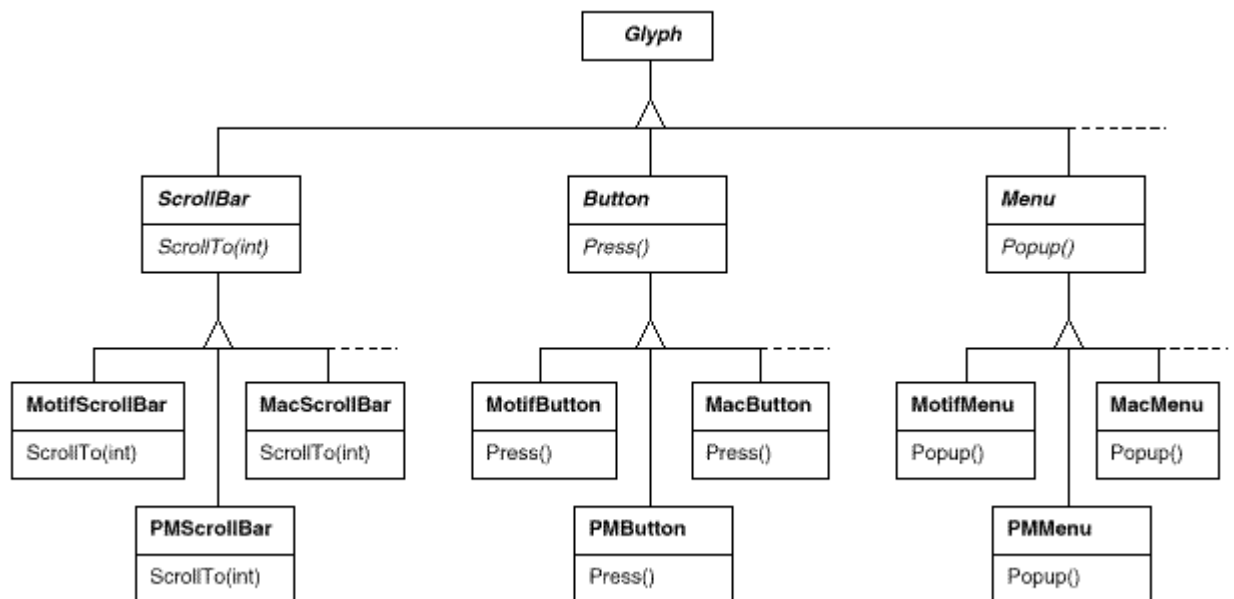 Glyph
ScrollBar
ScrollTo(int)
Button
Press()
Menu
Popup()
MotifScrollBar
ScrollTo(int)
MacScrollBar
ScrollTo(int)
PMScrollBar
ScrollTo(int)
MotifButton
Press()
MacButton
Press()
PMButton
Press()
MotifMenu
Popup()
MacMenu
Popup()
PMMenu
Popup()